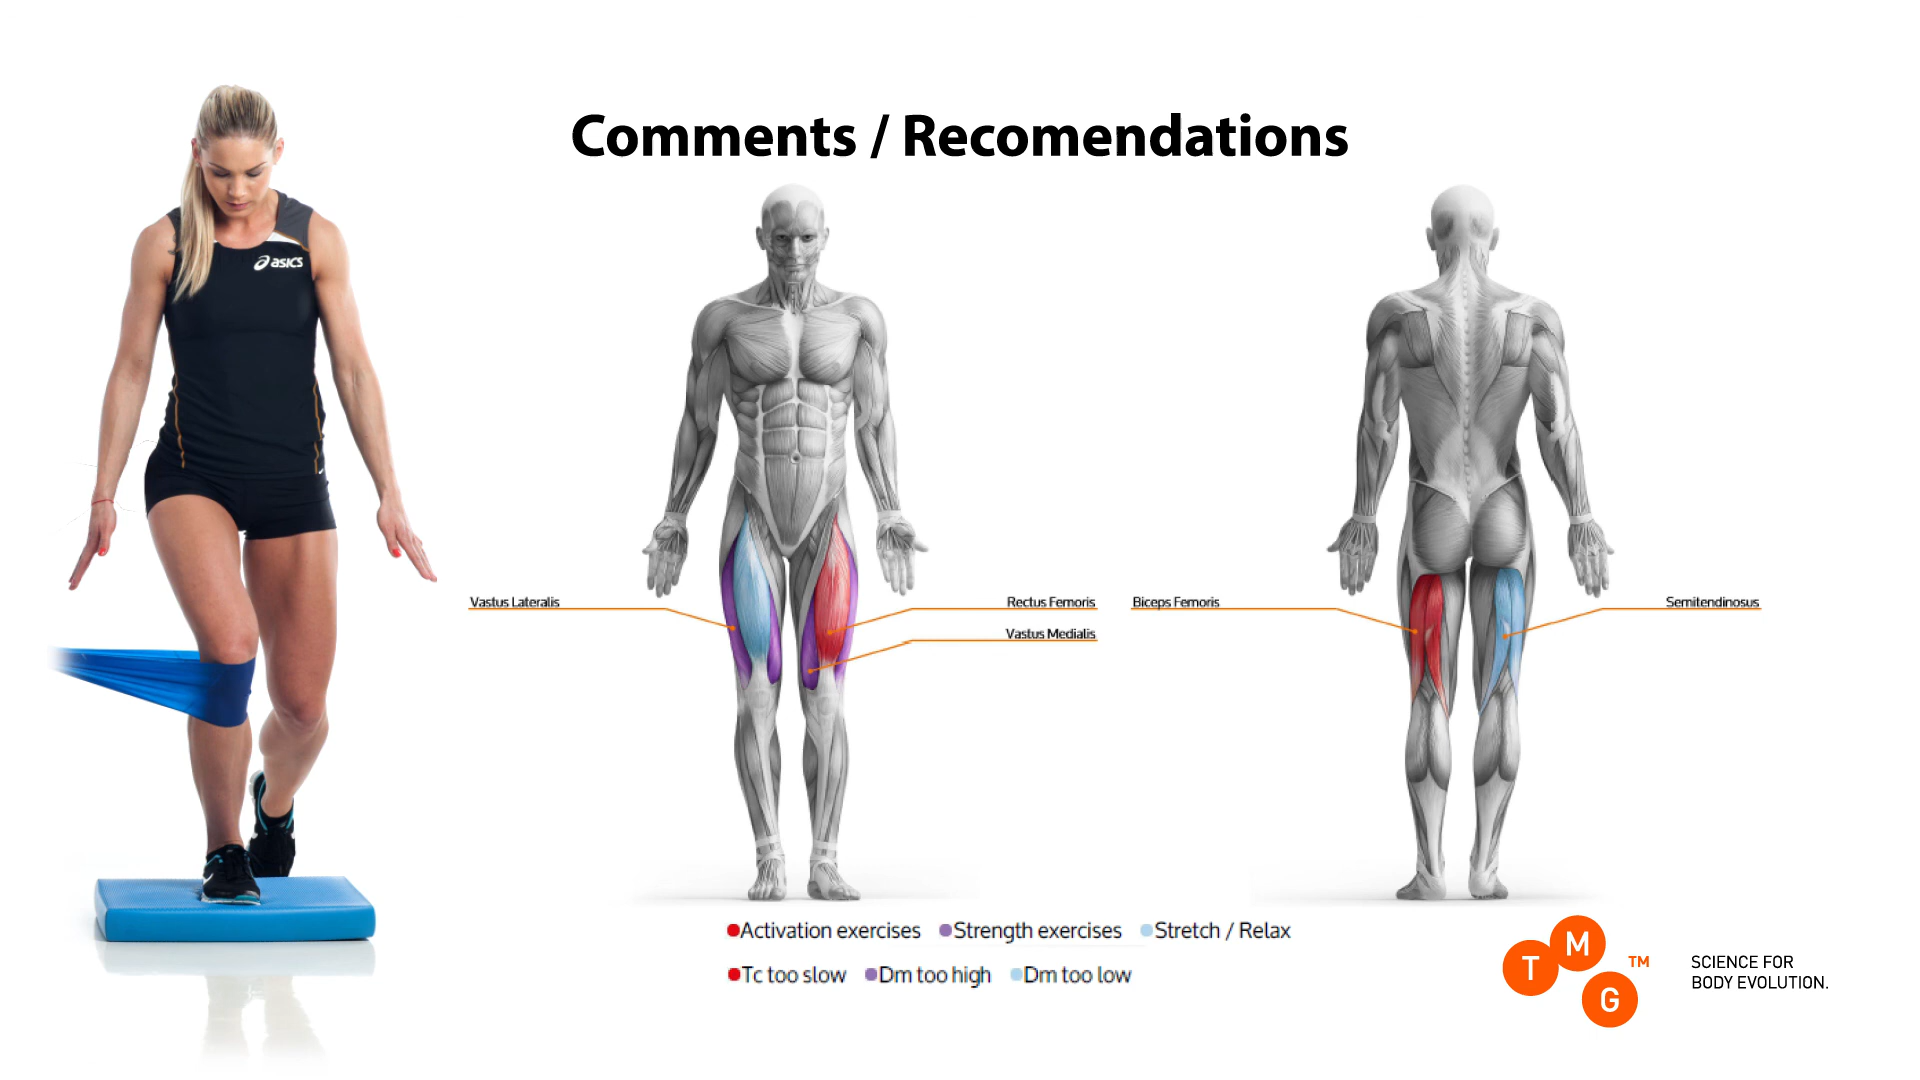 Comments / Recomendations
asics
Vastus Lateralis
Rectus Femoris
Vastus Medialis
Biceps Femoris
Semitendinosus
Activation exercises Strength exercises Stretch / Relax
Tc too slow Dm too high Dm too low
TMG TM
SCIENCE FOR
BODY EVOLUTION.